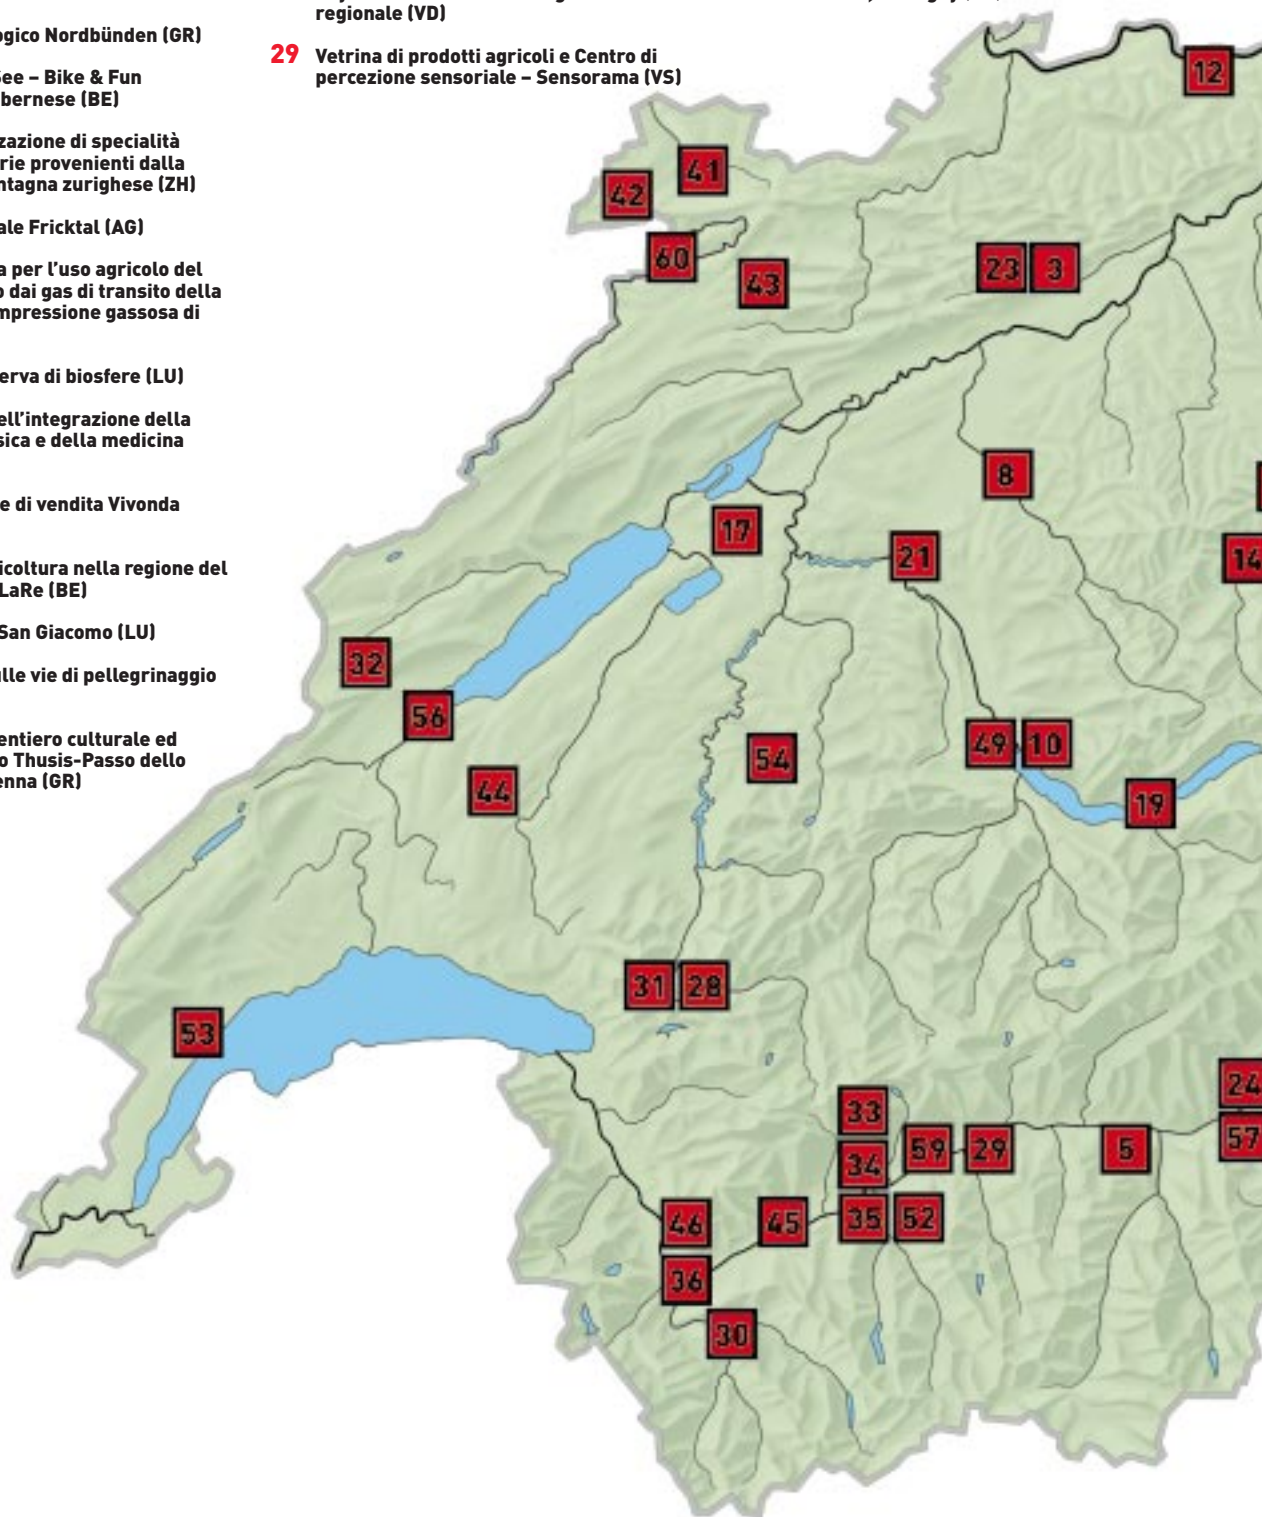 ogico Nordbünden (GR)
See – Bike & Fun
bernese (BE)
zazione di specialità
rie provenienti dalla
ntagna zurighese (ZH)
ale Fricktal (AG)
a per l’uso agricolo del
o dai gas di transito della
mpressione gassosa di
erva di biosfere (LU)
ell’integrazione della
sica e della medicina
e di vendita Vivonda
icoltura nella regione del
LaRe (BE)
San Giacomo (LU)
lle vie di pellegrinaggio
entiero culturale ed
o Thusis-Passo dello
enna (GR)
regionale (VD)
29 Vetrina di prodotti agricoli e Centro di
percezione sensoriale – Sensorama (VS)
12
41
42
60
43
23 3
8
17
21
14
32
56
49 10
54
44
19
31 28
53
33
24
34
59 29
5
57
46
45
35 52
36
30